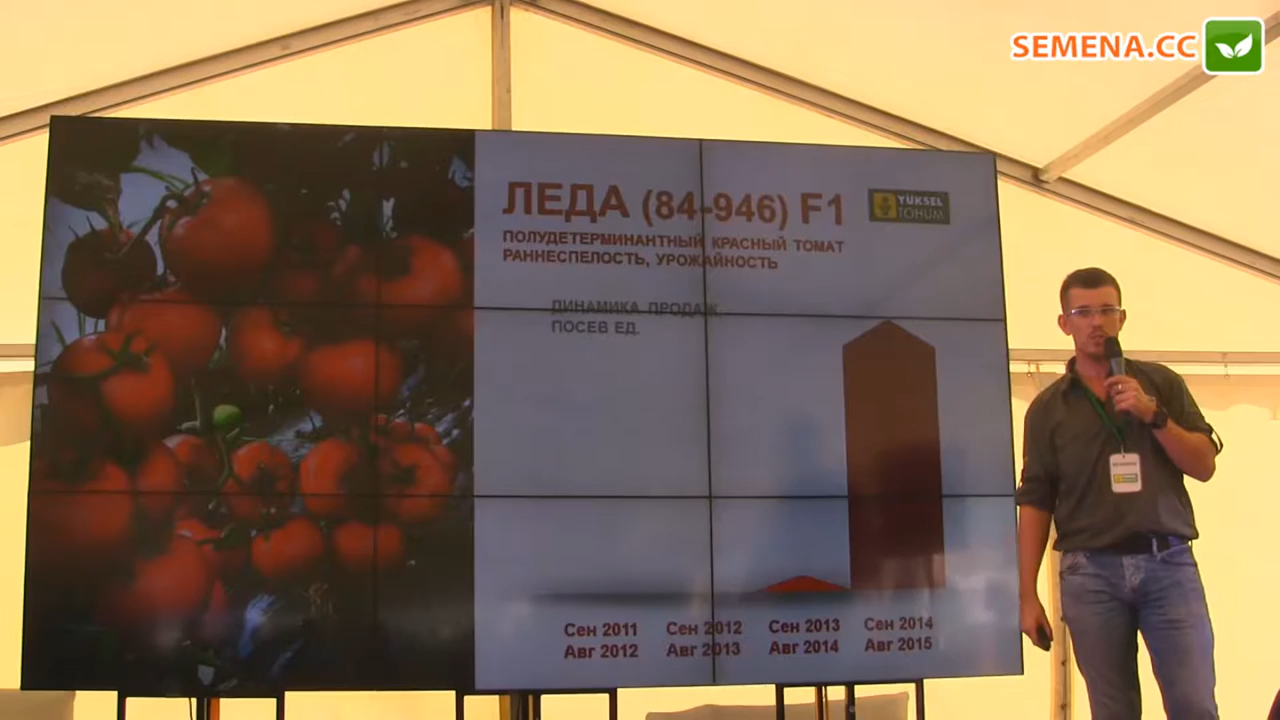 SEMENA.CC
ЛЕДА (84-946) F1
YÜKSEL
TOHUM
ПОЛУДЕТЕРМИНАНТНЫЙ КРАСНЫЙ ТОМАТ
РАННЕСПЕЛОСТЬ, УРОЖАЙНОСТЬ
ДИНАМИКА ПРОДАЖ
ПОСЕВ ЕД.
Сен 2011 Сен 2012 Сен 2013 Сен 2014
Авг 2012 Авг 2013 Авг 2014 Авг 2015